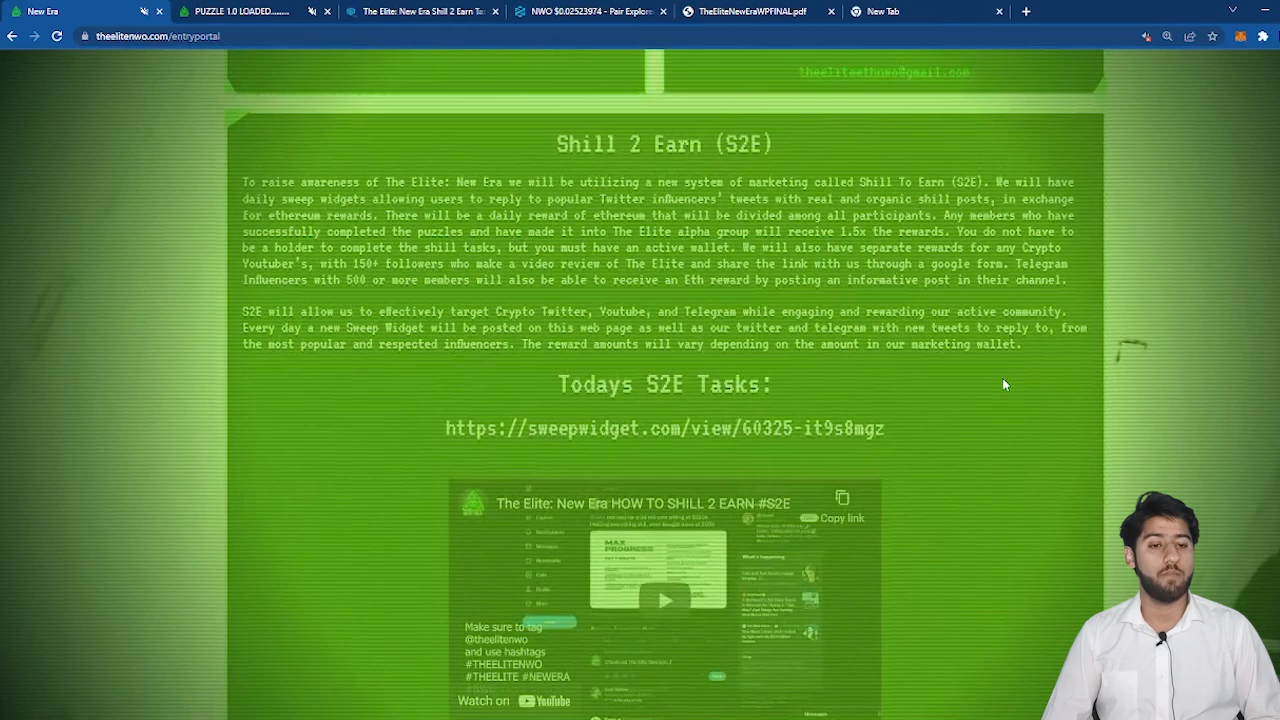 New Era
PUZZLE 1.0 LOADED.......
The Elite: New Era Shill 2 Earn Tas
NWO $0.02523974 - Pair Explore
TheEliteNewEraWPFINAL.pdf
New Tab
theelitenwo.com/entryportal
theeliteethnwo@gmail.com
Shill 2 Earn (S2E)
To raise awareness of The Elite: New Era we will be utilizing a new system of marketing called Shill To Earn (S2E). We will have
daily sweep widgets allowing users to reply to popular Twitter influencers' tweets with real and organic shill posts, in exchange
for ethereum rewards. There will be a daily reward of ethereum that will be divided among all participants. Any members who have
successfully completed the puzzles and have made it into The Elite alpha group will receive 1.5x the rewards. You do not have to
be a holder to complete the shill tasks, but you must have an active wallet. We will also have separate rewards for any Crypto
Youtuber's, with 150+ followers who make a video review of The Elite and share the link with us through a google form. Telegram
Influencers with 500 or more members will also be able to receive an Eth reward by posting an informative post in their channel.
S2E will allow us to effectively target Crypto Twitter, Youtube, and Telegram while engaging and rewarding our active community.
Every day a new Sweep Widget will be posted on this web page as well as our twitter and telegram with new tweets to reply to, from
the most popular and respected influencers. The reward amounts will vary depending on the amount in our marketing wallet.
Todays S2E Tasks:
https://sweepwidget.com/view/60325-it9s8mgz
The Elite: New Era HOW TO SHILL 2 EARN #S2E
Copy link
MAX
PROGRESS
What's happening
Make sure to tag
@theelitenwo
and use hashtags
#THEELITENWO
#THEELITE #NEWERA
Watch on YouTube
Messages